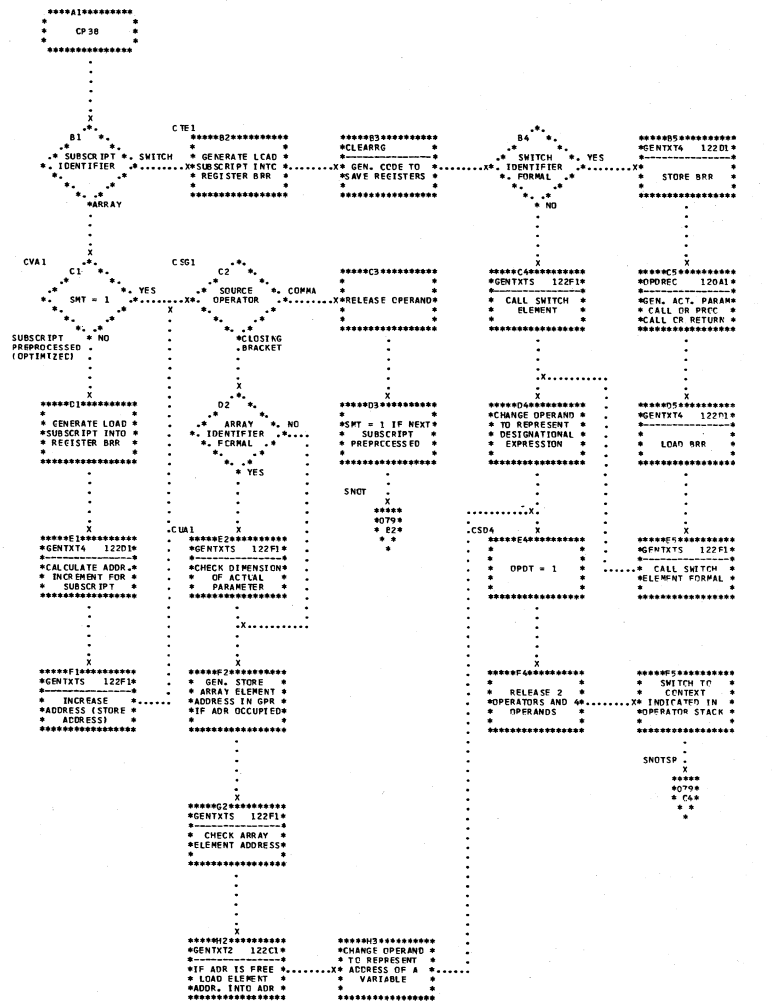 A1
CP38
B1
SUBSCRIPT
IDENTIFIER
SWITCH
ARRAY
CTE1
B2
GENERATE LCAD
SUBSCRIPT INTC
REGISTER BRR
B3
CLEARRG
GEN. CODE TO
SAVE REGISTERS
B4
SWITCH
IDENTIFIER
FORMAL
YES
NO
B5
GENTXT4 122D1
STORE BRR
CVA1
C1
SMT = 1
YES
NO
SUBSCRIPT
PREPROCESSED
(OPTIMIZED)
CSG1
C2
SOURCE
OPERATOR
COMMA
CLOSING
BRACKET
C3
RELEASE OPERAND
C4
GENTXTS 122F1
CALL SWITCH
ELEMENT
C5
OPDREC 120A1
GEN. ACT. PARAM
CALL OR PROC
CALL CR RETURN
D1
GENERATE LOAD
SUBSCRIPT INTO
REGISTER BRR
D2
ARRAY
IDENTIFIER
FCRMAL
NO
YES
D3
SMT = 1 IF NEXT
SUBSCRIPT
PREPRCCESSED
SNOT
079
E2
D4
CHANGE OPERAND
TO REPRESENT
DESIGNATIONAL
EXPRESSION
D5
GENTXT4 122D1
LOAD BRR
E1
GENTXT4 122D1
CALCULATE ADDR.
INCREMENT FOR
SUBSCRIPT
CUA1
E2
GENTXTS 122F1
CHECK DIMENSION
OF ACTUAL
PARAMETER
CSD4
E4
OPDT = 1
E5
GENTXTS 122F1
CALL SWITCH
ELEMENT FORMAL
F1
GENTXTS 122F1
INCREASE
ADDRESS (STORE
ADDRESS)
F2
GEN. STORE
ARRAY ELEMENT
ADDRESS IN GPR
IF ADR OCCUPIED
F4
RELEASE 2
OPERATORS AND 4
OPERANDS
F5
SWITCH TO
CONTEXT
INDICATED IN
OPERATOR STACK
SNOTSP
079
C4
G2
GENTXTS 122F1
CHECK ARRAY
ELEMENT ADDRESS
H2
GENTXT2 122C1
IF ADR IS FREE
LOAD ELEMENT
ADDR. INTO ADR
H3
CHANGE OPERAND
TO REPRESENT
ADDRESS OF A
VARIABLE